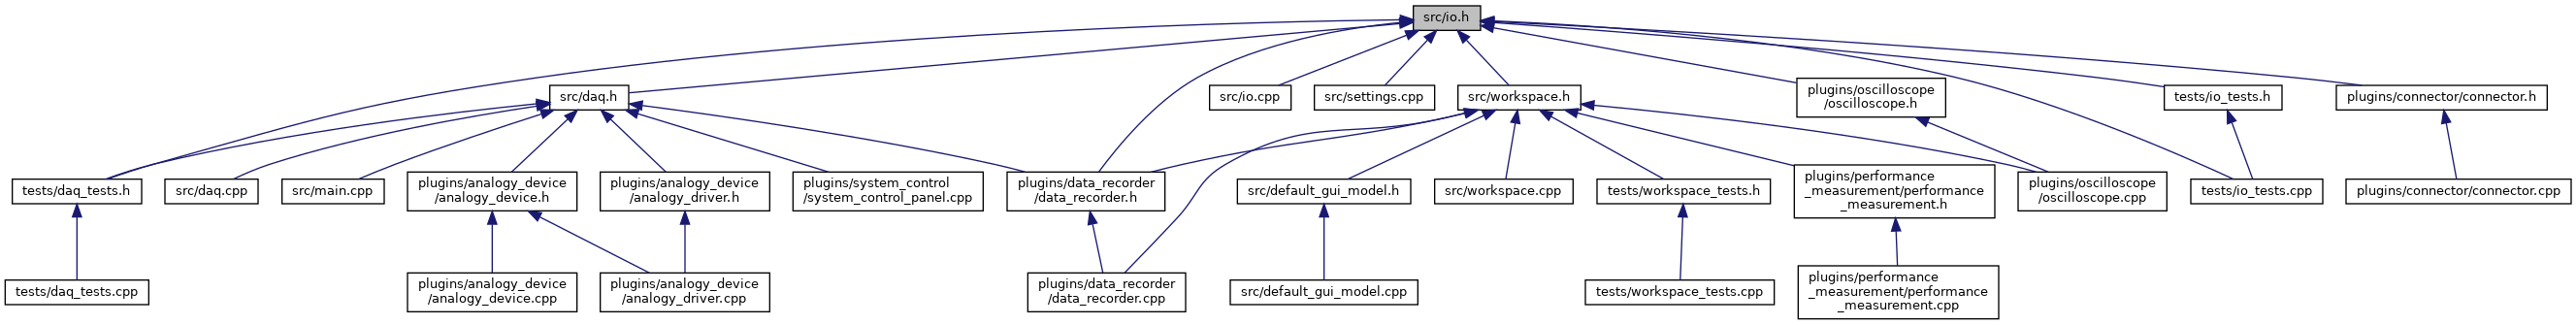 src/io.h
src/daq.h
src/io.cpp
src/settings.cpp
src/workspace.h
plugins/oscilloscope
/oscilloscope.h
tests/io_tests.h
plugins/connector/connector.h
tests/daq_tests.h
src/daq.cpp
src/main.cpp
plugins/analogy_device
/analogy_device.h
plugins/analogy_device
/analogy_driver.h
plugins/system_control
/system_control_panel.cpp
plugins/data_recorder
/data_recorder.h
src/default_gui_model.h
src/workspace.cpp
tests/workspace_tests.h
plugins/performance
_measurement/performance
_measurement.h
plugins/oscilloscope
/oscilloscope.cpp
tests/io_tests.cpp
plugins/connector/connector.cpp
tests/daq_tests.cpp
plugins/analogy_device
/analogy_device.cpp
plugins/analogy_device
/analogy_driver.cpp
plugins/data_recorder
/data_recorder.cpp
src/default_gui_model.cpp
tests/workspace_tests.cpp
plugins/performance
_measurement/performance
_measurement.cpp